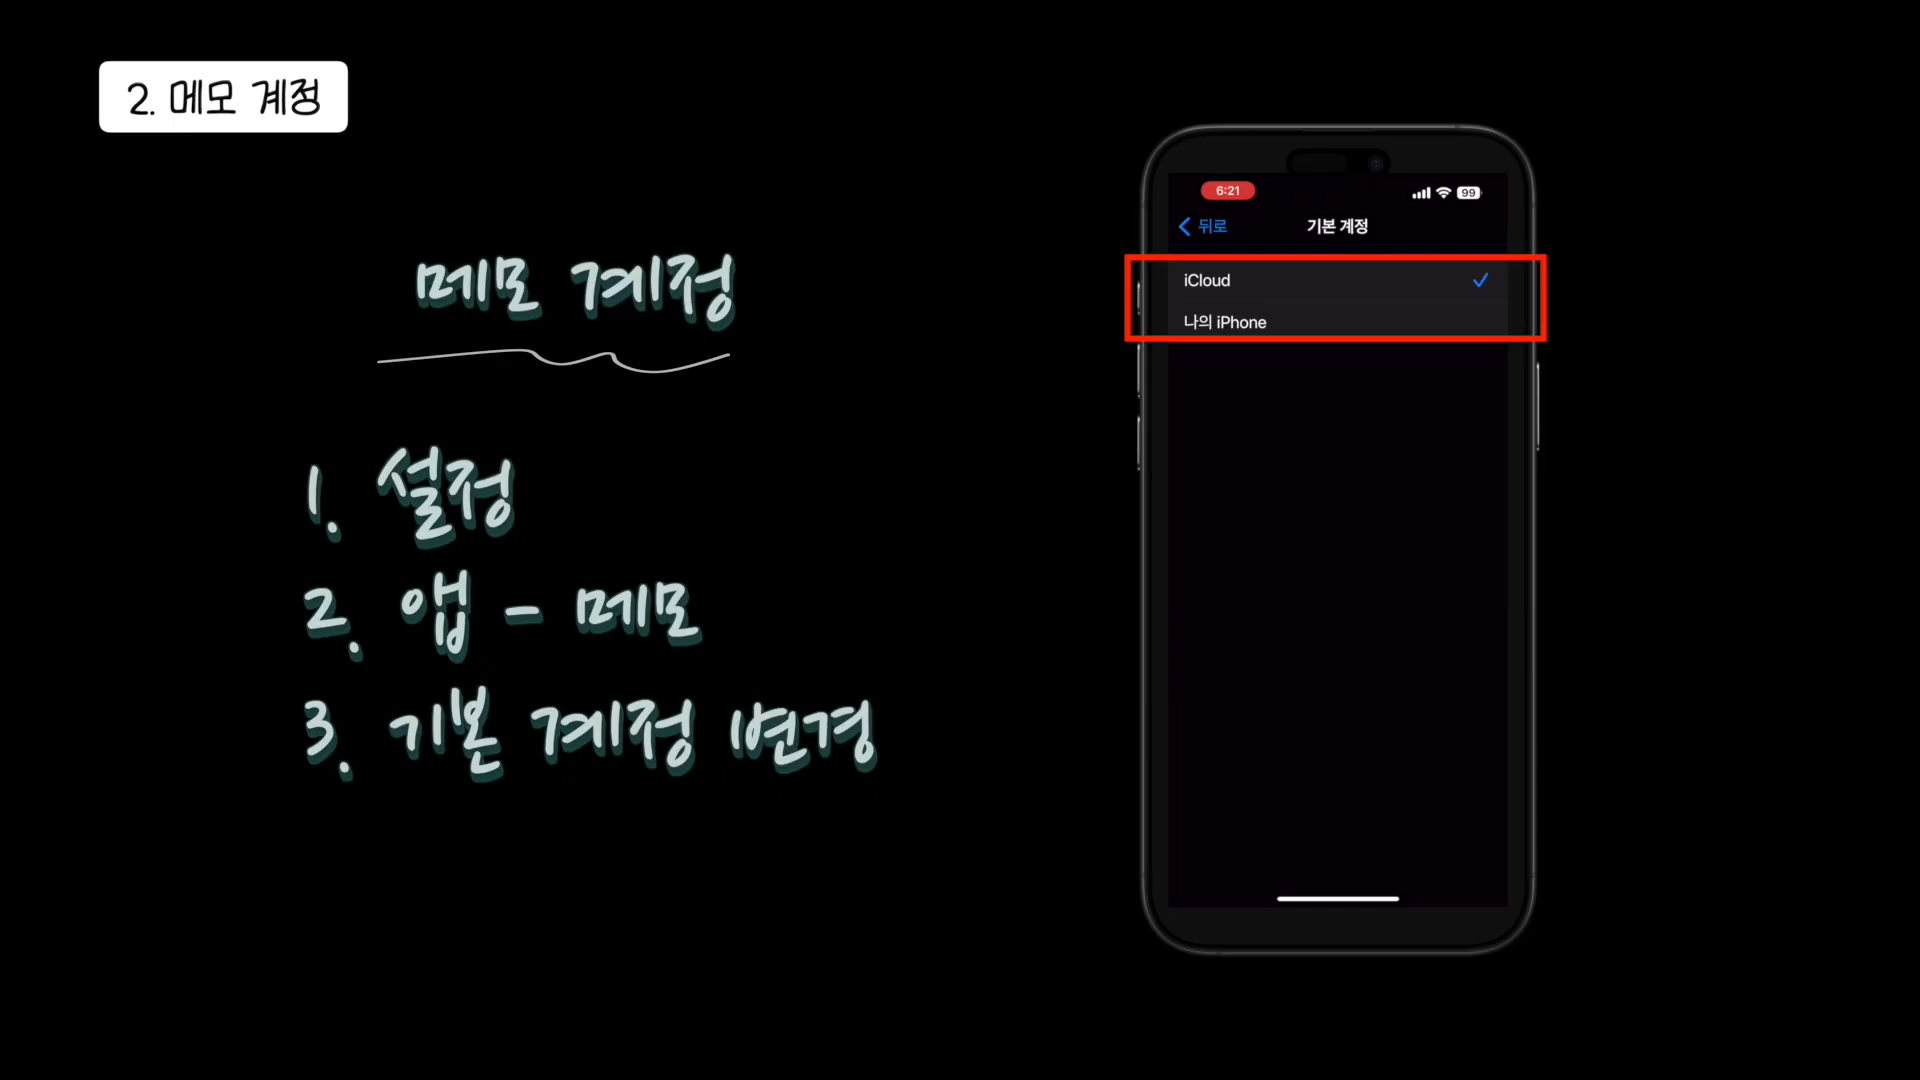 2. 메모 계정
메모 계정
1. 설정
2. 앱 - 메모
3. 기본 계정 변경
6:21
99
뒤로
기본 계정
iCloud
나의 iPhone